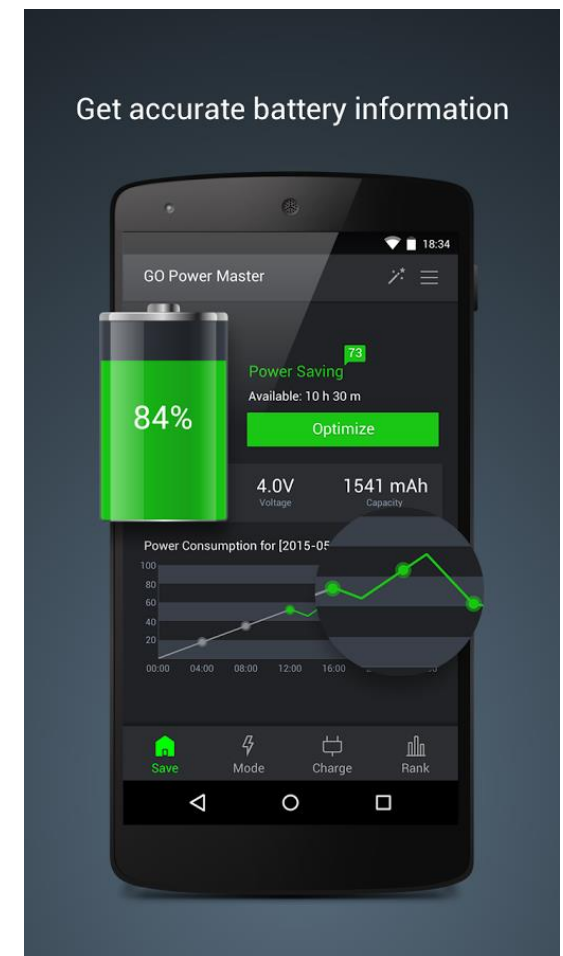 Get accurate battery information
18:34
GO Power Master
73
Power Saving
Available: 10 h 30 m
84%
Optimize
4.0V
1541 mAh
Voltage
Capacity
Power Consumption for [2015-05
100
80
60
40
20
00:00 04:00 08:00 12:00 16:00
Save Mode Charge Rank